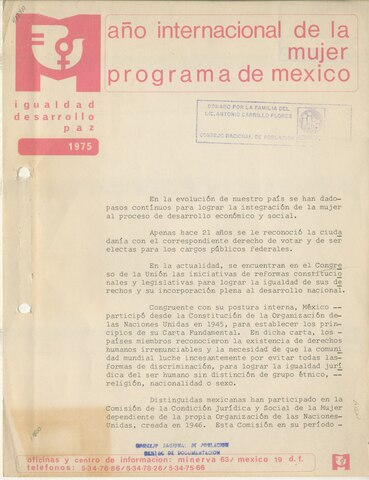 año internacional de la
mujer
programa de mexico
igualdad
desarrollo
paz
1975
DONADO POR LA FAMILIA DEL
LIC. ANTONIO CARRILLO FLORES
CONSEJO NACIONAL DE POBLACION
En la evolución de nuestro país se han dado-
pasos contínuos para lograr la integración de la mujer
al proceso de desarrollo económico y social.
Apenas hace 21 años se le reconoció la ciuda
danía con el correspondiente derecho de votar y de ser
electas para los cargos públicos federales.
En la actualidad, se encuentran en el Congre
so de la Unión las iniciativas de reformas constitucio
nales y legislativas para lograr la igualdad de sus de
rechos y su incorporación plena al desarrollo nacional.
Congruente con su postura interna, México --
participó desde la Constitución de la Organización de-
las Naciones Unidas en 1945, para establecer los prin-
cipios de su Carta Fundamental. En dicha carta, los --
países miembros reconocieron la existencia de derechos
humanos irrenunciables y la necesidad de que la comuni
dad mundial luche incesantemente por evitar todas las-
formas de discriminación, para lograr la igualdad jurí
dica del ser humano sin distinción de grupo étnico, --
religión, nacionalidad o sexo.
Distinguidas mexicanas han participado en la
Comisión de la Condición Jurídica y Social de la Mujer
dependiente de la propia Organización de las Naciones-
Unidas, creada en 1946. Esta Comisión en su período -
CONSEJO NACIONAL DE POBLACION
CENTRO DE DOCUMENTACION
oficinas y centro de informacion: minerva 63/ mexico 19 d.f.
telefonos: 5-34-78-86/5-34-78-26/5-34-75-66